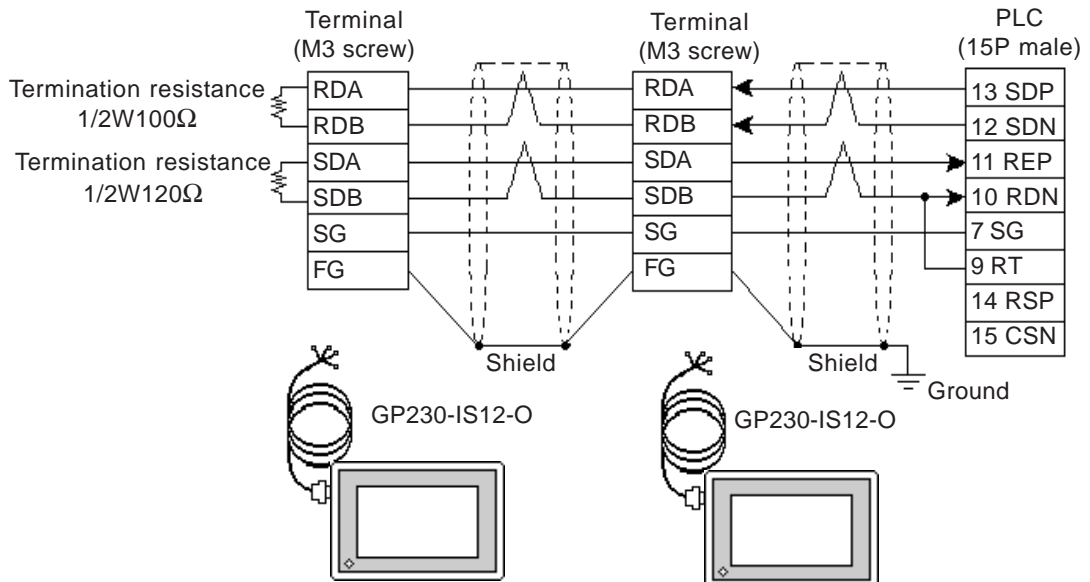 Terminal
(M3 screw)
Terminal
(M3 screw)
PLC
(15P male)
Termination resistance
1/2W100Ω
Termination resistance
1/2W120Ω
RDA
RDB
SDA
SDB
SG
FG
RDA
RDB
SDA
SDB
SG
FG
13 SDP
12 SDN
11 REP
10 RDN
7 SG
9 RT
14 RSP
15 CSN
Shield
Shield
Ground
GP230-IS12-O
GP230-IS12-O